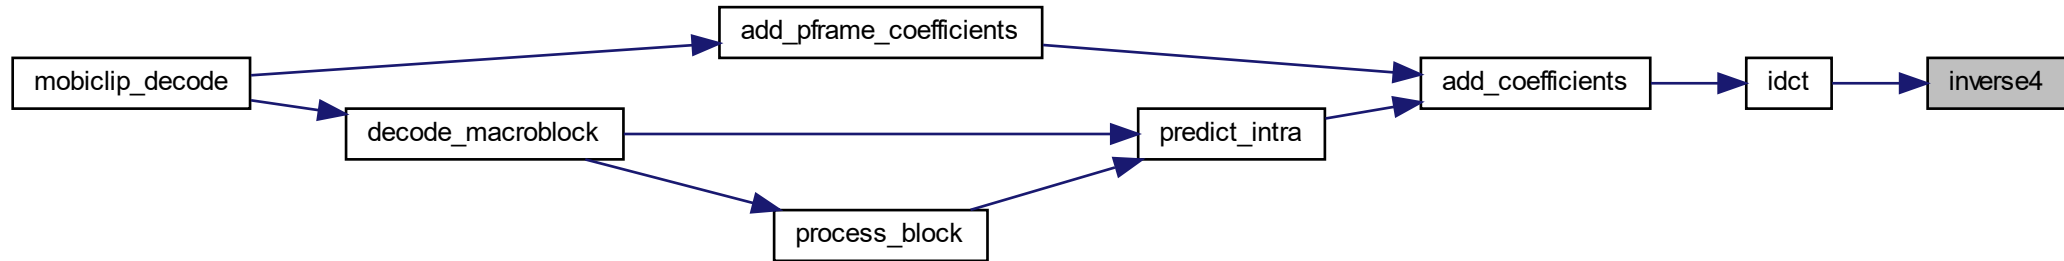 add_pframe_coefficients
mobiclip_decode
add_coefficients
idct
inverse4
decode_macroblock
predict_intra
process_block